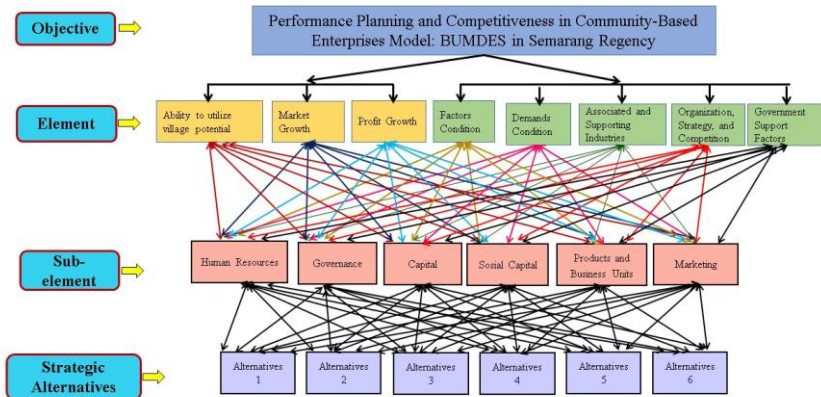 Objective
Performance Planning and Competitiveness in Community-Based
Enterprises Model: BUMDES in Semarang Regency
Element
Ability to utilize
village potential
Market
Growth
Profit Growth
Factors
Condition
Demands
Condition
Associated and
Supporting
Industries
Organization,
Strategy, and
Competition
Government
Support
Factors
Sub-
element
Human Resources
Governance
Capital
Sosial Capital
Products and
Business Units
Marketing
Strategic
Alternatives
Alternatives
1
Alternatives
2
Alternatives
3
Alternatives
4
Alternatives
5
Alternatives
6